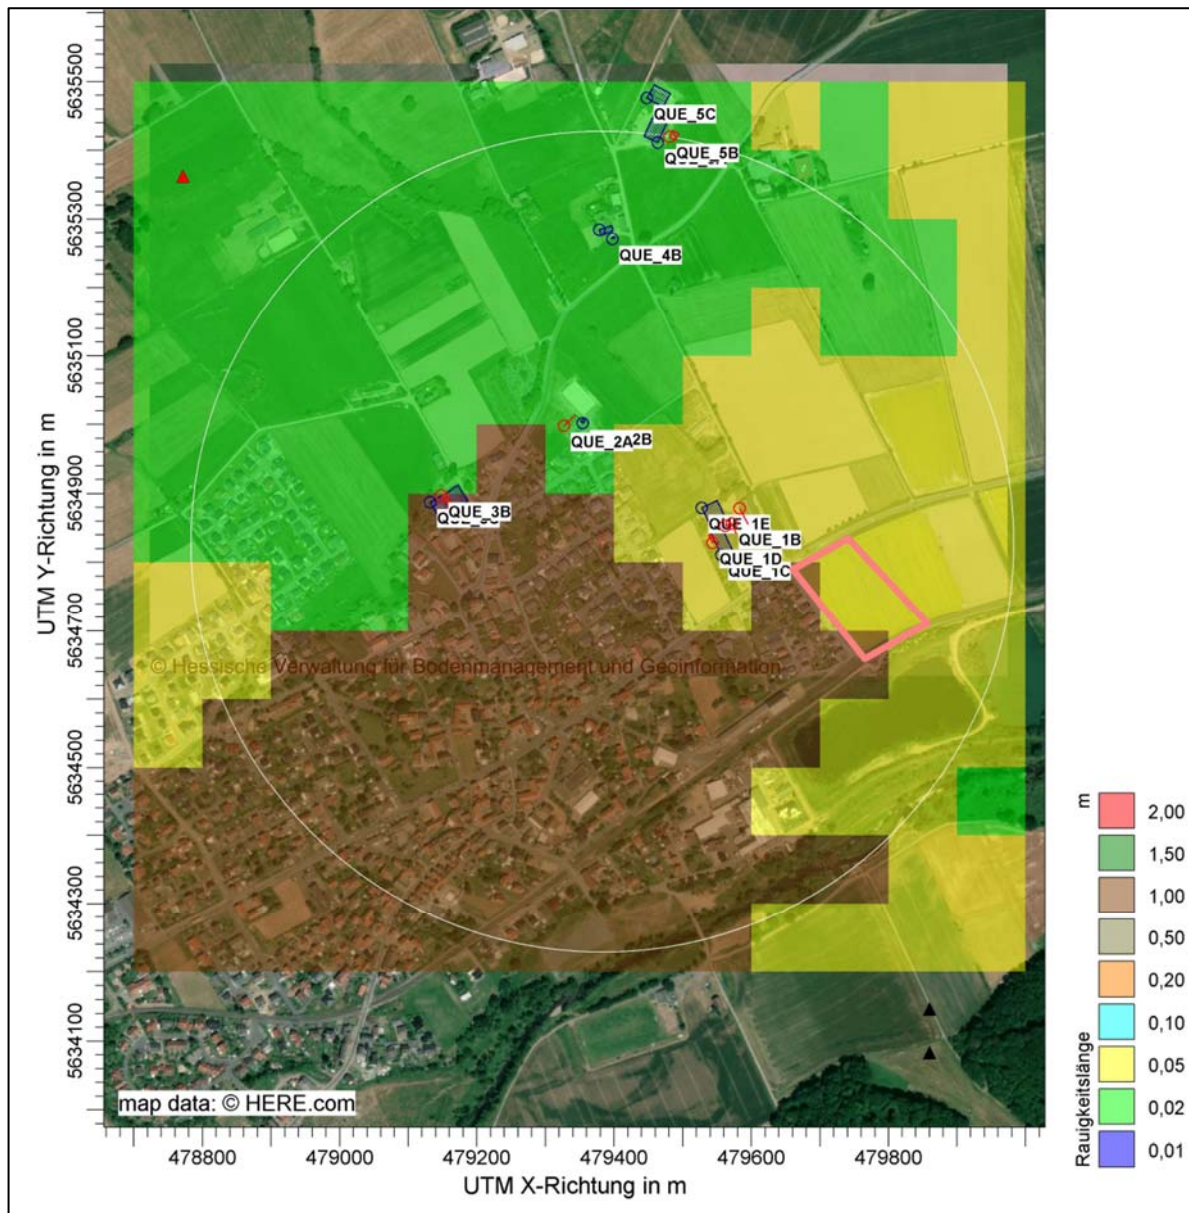 5635500
5635300
5635100
5634900
5634700
5634500
5634300
5634100
UTM Y-Richtung in m
QUE_5C
QUE_5B
QUE_4B
QUE_2A 2B
QUE_3B
QUE_1E
QUE_1B
QUE_1D
QUE_1C
© Hessische Verwaltung für Bodenmanagement und Geoinformation
map data: © HERE.com
478800 479000 479200 479400 479600 479800
UTM X-Richtung in m
Rauigkeitslänge
m
2,00
1,50
1,00
0,50
0,20
0,10
0,05
0,02
0,01